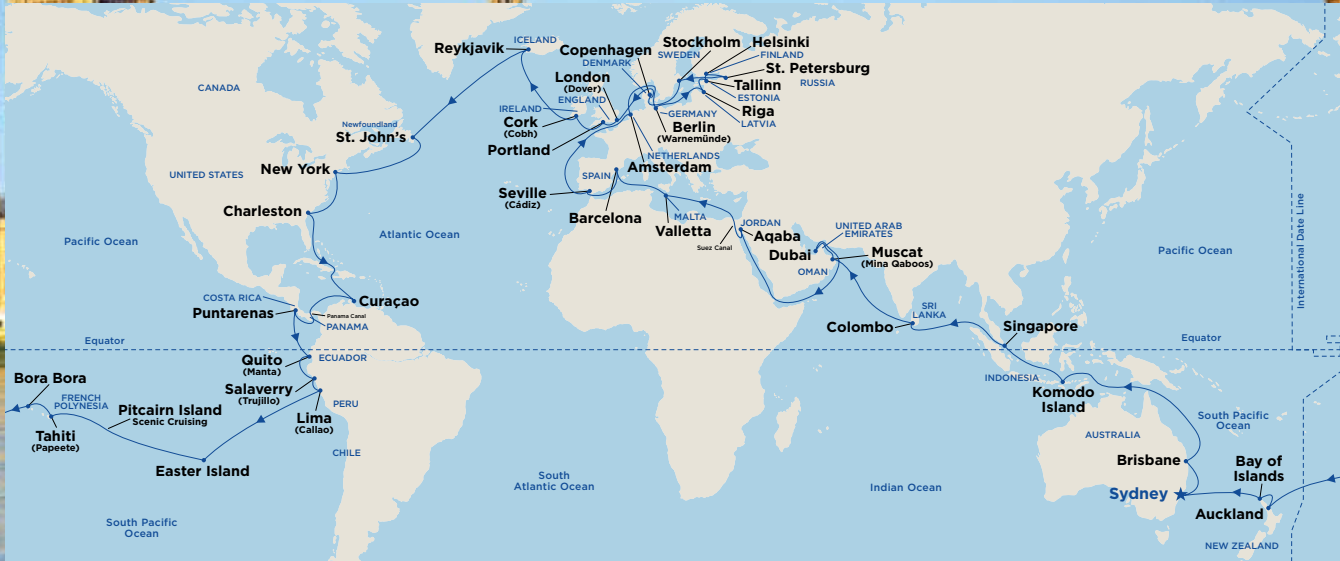 Reykjavik
ICELAND
Copenhagen
DENMARK
Stockholm
SWEDEN
Helsinki
FINLAND
St. Petersburg
RUSSIA
Tallinn
ESTONIA
Riga
LATVIA
London
(Dover)
ENGLAND
IRELAND
Cork
(Cobh)
Portland
GERMANY
Berlin
(Warnemünde)
NETHERLANDS
Amsterdam
CANADA
Newfoundland
St. John's
New York
UNITED STATES
Charleston
Pacific Ocean
Atlantic Ocean
SPAIN
Seville
(Cádiz)
Barcelona
MALTA
Valletta
Suez Canal
JORDAN
Aqaba
UNITED ARAB
EMIRATES
Dubai
Muscat
(Mina Qaboos)
OMAN
Pacific Ocean
International Date Line
COSTA RICA
Puntarenas
Curaçao
Panama Canal
PANAMA
SRI
LANKA
Colombo
Singapore
Equator
Equator
Quito
(Manta)
ECUADOR
Salaverry
(Trujillo)
PERU
Lima
(Callao)
Bora Bora
FRENCH
POLYNESIA
Pitcairn Island
Scenic Cruising
Tahiti
(Papeete)
Easter Island
CHILE
INDONESIA
Komodo
Island
South Pacific
Ocean
AUSTRALIA
Brisbane
Bay of
Islands
Sydney
Auckland
South
Atlantic Ocean
Indian Ocean
South Pacific
Ocean
NEW ZEALAND